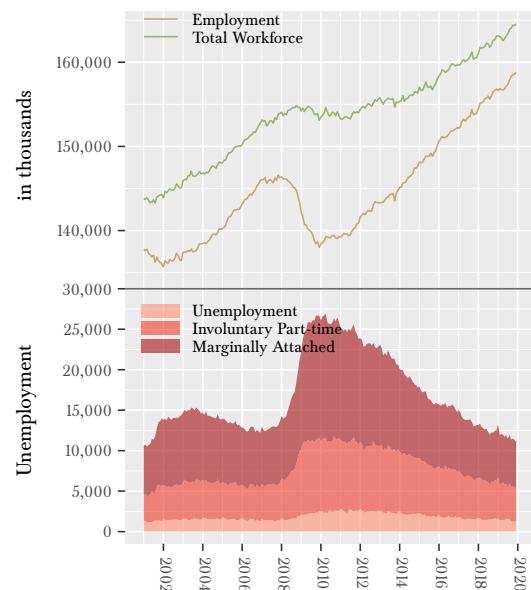 Employment
Total Workforce
160,000
150,000
140,000
in thousands
30,000
Unemployment
Involuntary Part-time
Marginally Attached
25,000
20,000
15,000
10,000
5,000
0
Unemployment
2002 2004 2006 2008 2010 2012 2014 2016 2018 2020